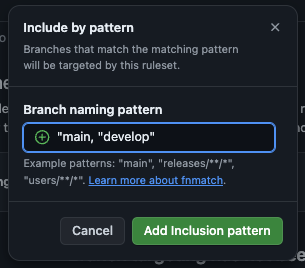 Include by pattern
Branches that match the matching pattern
will be targeted by this ruleset.
Branch naming pattern
"main, "develop"
Example patterns: "main", "releases/**/*",
"users/**/*". Learn more about fnmatch.
Cancel
Add Inclusion pattern